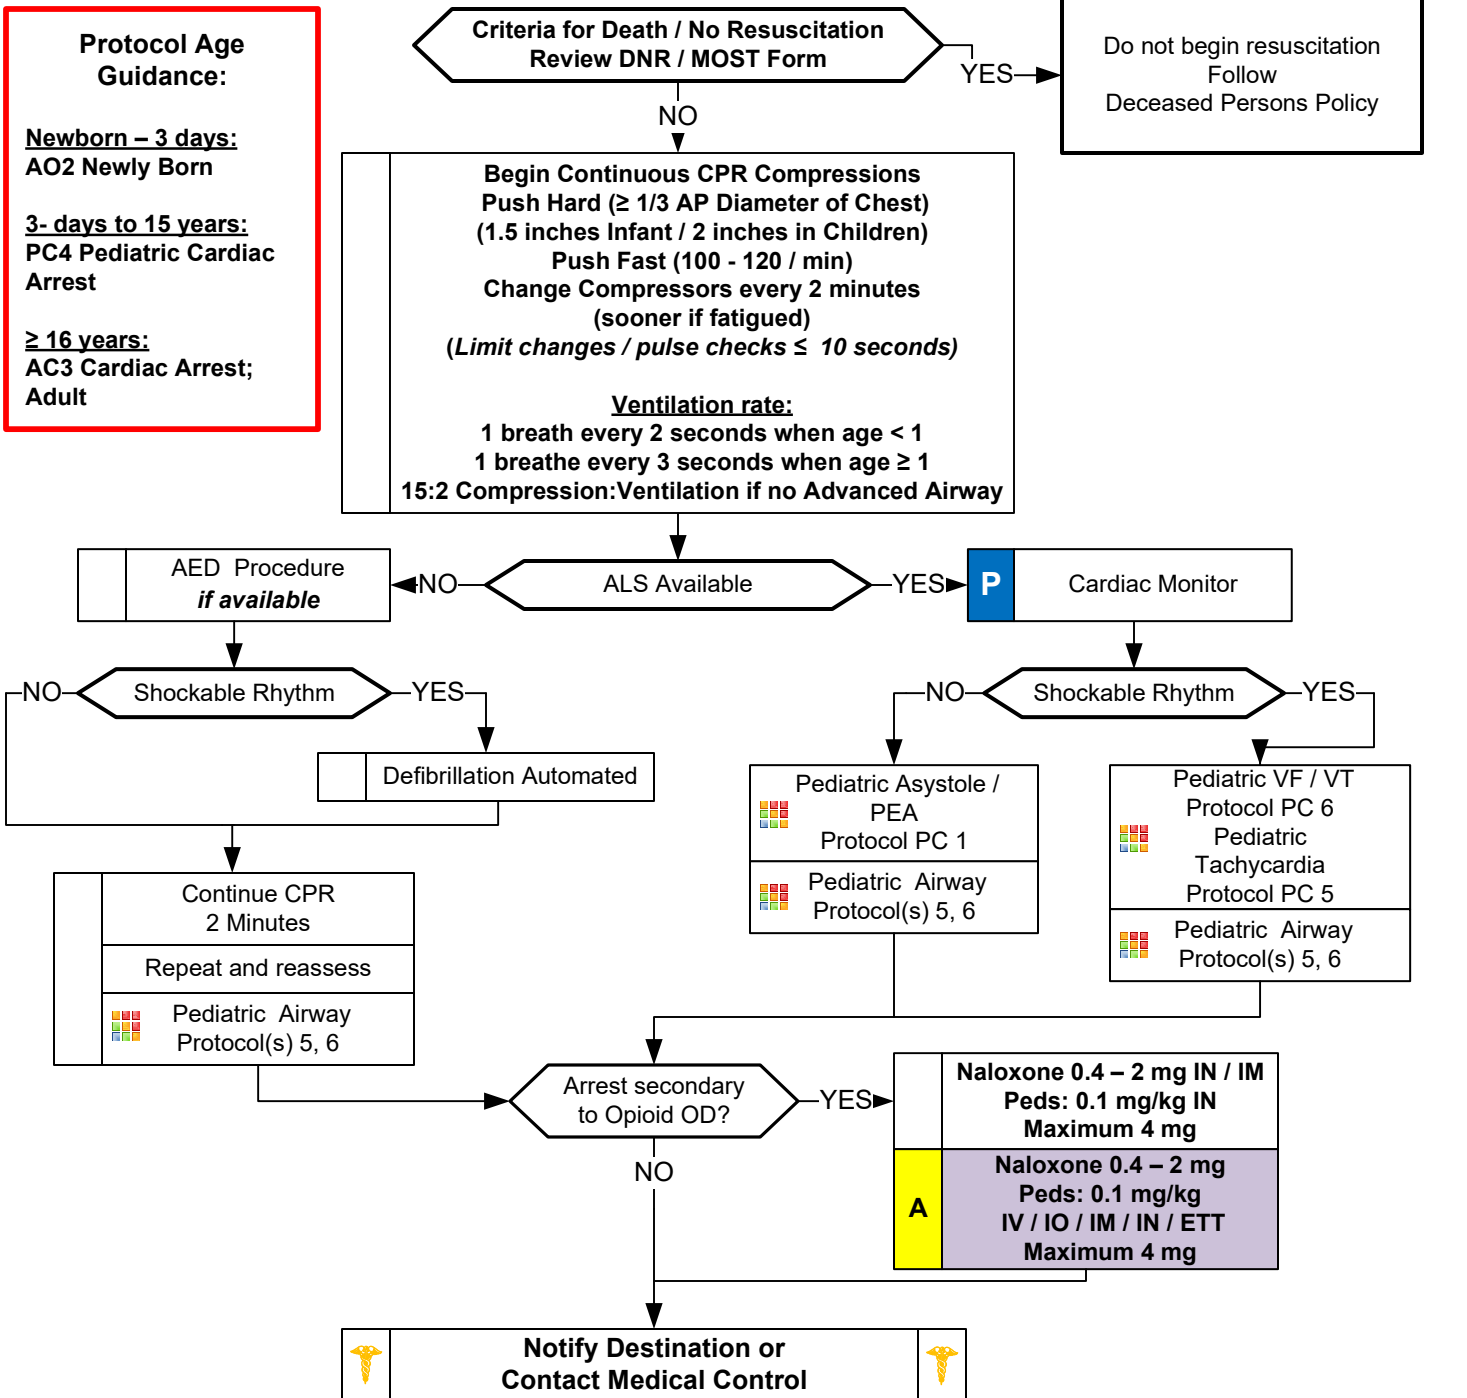 Protocol Age
Guidance:
Newborn – 3 days:
AO2 Newly Born
3- days to 15 years:
PC4 Pediatric Cardiac
Arrest
≥ 16 years:
AC3 Cardiac Arrest;
Adult
Criteria for Death / No Resuscitation
Review DNR / MOST Form
YES
Do not begin resuscitation
Follow
Deceased Persons Policy
NO
Begin Continuous CPR Compressions
Push Hard (≥ 1/3 AP Diameter of Chest)
(1.5 inches Infant / 2 inches in Children)
Push Fast (100 - 120 / min)
Change Compressors every 2 minutes
(sooner if fatigued)
(Limit changes / pulse checks ≤ 10 seconds)
Ventilation rate:
1 breath every 2 seconds when age < 1
1 breathe every 3 seconds when age ≥ 1
15:2 Compression:Ventilation if no Advanced Airway
AED Procedure
if available
NO
ALS Available
YES
P
Cardiac Monitor
NO
Shockable Rhythm
YES
NO
Shockable Rhythm
YES
Defibrillation Automated
Pediatric Asystole /
PEA
Protocol PC 1
Pediatric Airway
Protocol(s) 5, 6
Pediatric VF / VT
Protocol PC 6
Pediatric
Tachycardia
Protocol PC 5
Pediatric Airway
Protocol(s) 5, 6
Continue CPR
2 Minutes
Repeat and reassess
Pediatric Airway
Protocol(s) 5, 6
Arrest secondary
to Opioid OD?
YES
Naloxone 0.4 – 2 mg IN / IM
Peds: 0.1 mg/kg IN
Maximum 4 mg
A
Naloxone 0.4 – 2 mg
Peds: 0.1 mg/kg
IV / IO / IM / IN / ETT
Maximum 4 mg
NO
Notify Destination or
Contact Medical Control